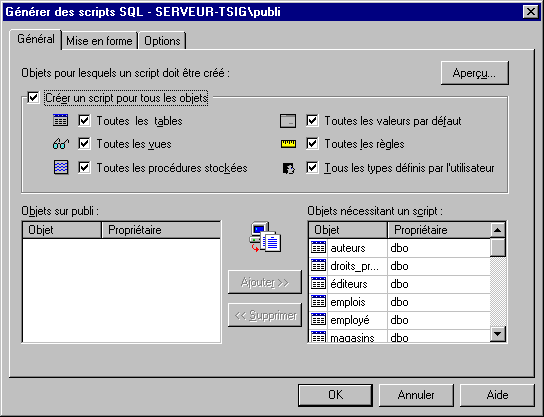 Générer des scripts SQL - SERVEUR-TSIG\publi
Général Mise en forme Options
Objets pour lesquels un script doit être créé :
Aperçu...
Créer un script pour tous les objets
Toutes les tables
Toutes les valeurs par défaut
Toutes les vues
Toutes les règles
Toutes les procédures stockées
Tous les types définis par l'utilisateur
Objets sur publi :
Objets nécessitant un script :
Objet Propriétaire
Objet Propriétaire
auteurs dbo
droits_pr... dbo
éditeurs dbo
emplois dbo
employé dbo
magasins dbo
Ajouter >>
<< Supprimer
OK Annuler Aide